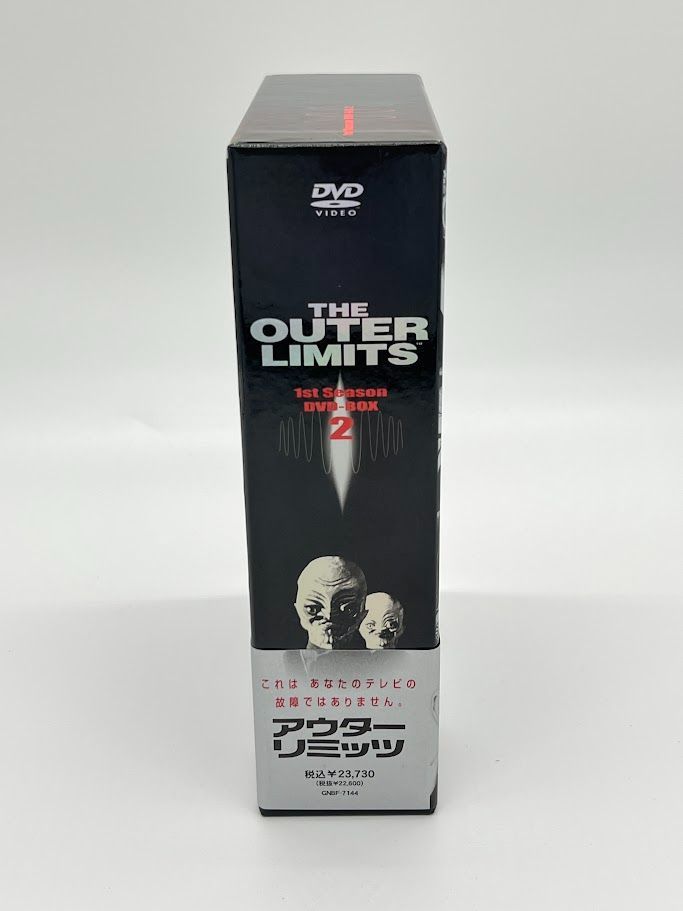 DVD
VIDEO
THE
OUTER
LIMITS™
1st Season
DVD-BOX
2
これは あなたのテレビの
故障ではありません。
アウター
リミッツ
税込￥23,730
(税抜￥22,600)
GNBF-7144